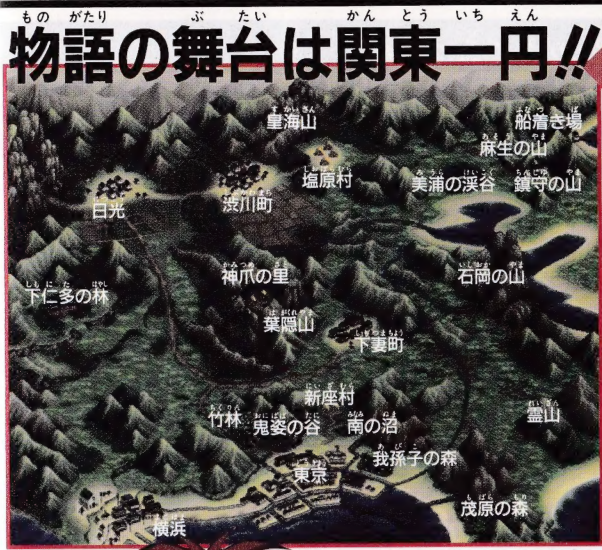 物語の舞台は関東一円!!
皇海山
船着き場
麻生の山
塩原村
美浦の渓谷
鎮守の山
日光
渋川町
神爪の里
石岡の山
下仁多の林
葉隠山
下妻町
新座村
竹林
鬼姿の谷
南の沼
霊山
我孫子の森
東京
茂原の森
横浜